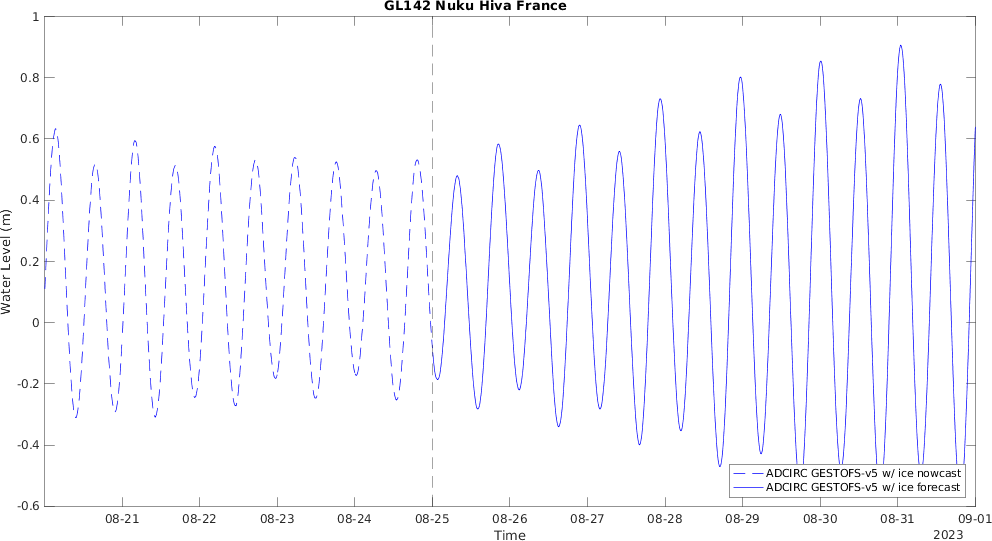 GL142 Nuku Hiva France
1
0.8
0.6
0.4
0.2
0
-0.2
-0.4
-0.6
Water Level (m)
ADCIRC GESTOFS-v5 w/ ice nowcast
ADCIRC GESTOFS-v5 w/ ice forecast
08-21 08-22 08-23 08-24 08-25 08-26 08-27 08-28 08-29 08-30 08-31 09-01
Time
2023